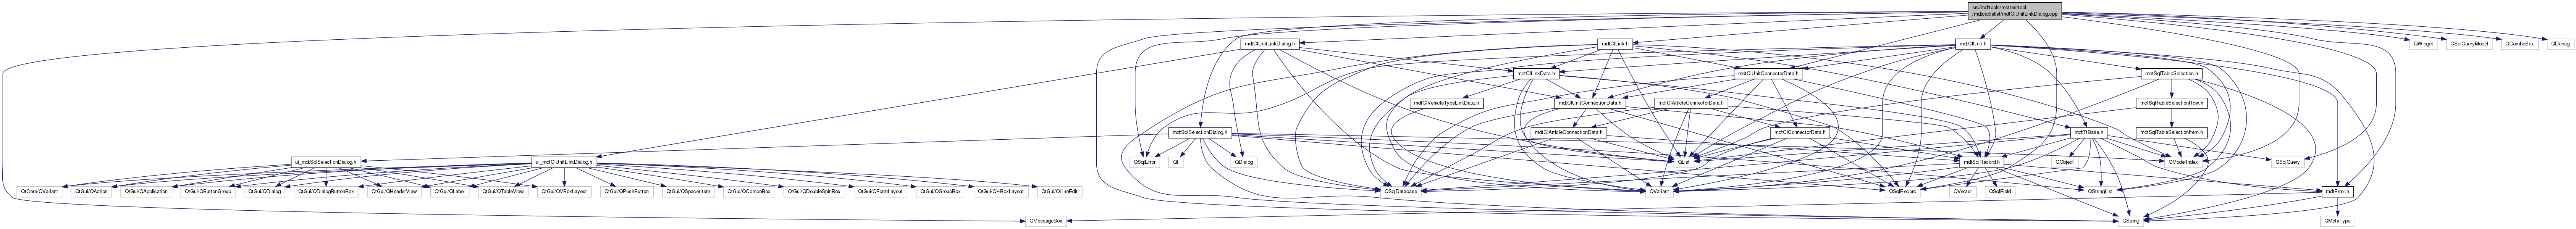 src/mdttools/mdttesttool
/mdtcablelist/mdtClUnitLinkDialog.cpp
mdtClUnitLinkDialog.h
mdtClLink.h
mdtClUnit.h
QWidget
QSqlQueryModel
QComboBox
QDebug
mdtClLinkData.h
mdtClUnitConnectorData.h
mdtSqlTableSelection.h
mdtClVehicleTypeLinkData.h
mdtClUnitConnectionData.h
mdtClArticleConnectorData.h
mdtSqlTableSelectionRow.h
mdtSqlSelectionDialog.h
mdtClArticleConnectionData.h
mdtClConnectorData.h
mdtTtBase.h
mdtSqlTableSelectionItem.h
ui_mdtSqlSelectionDialog.h
ui_mdtClUnitLinkDialog.h
QSqlError
Qt
QDialog
QList
mdtSqlRecord.h
QObject
QModelIndex
QSqlQuery
QtCore/QVariant
QtGui/QAction
QtGui/QApplication
QtGui/QButtonGroup
QtGui/QDialog
QtGui/QDialogButtonBox
QtGui/QHeaderView
QtGui/QLabel
QtGui/QTableView
QtGui/QVBoxLayout
QtGui/QPushButton
QtGui/QSpacerItem
QtGui/QComboBox
QtGui/QDoubleSpinBox
QtGui/QFormLayout
QtGui/QGroupBox
QtGui/QHBoxLayout
QtGui/QLineEdit
QSqlDatabase
QVariant
QSqlRecord
QVector
QSqlField
QStringList
mdtError.h
QMessageBox
QString
QMetaType